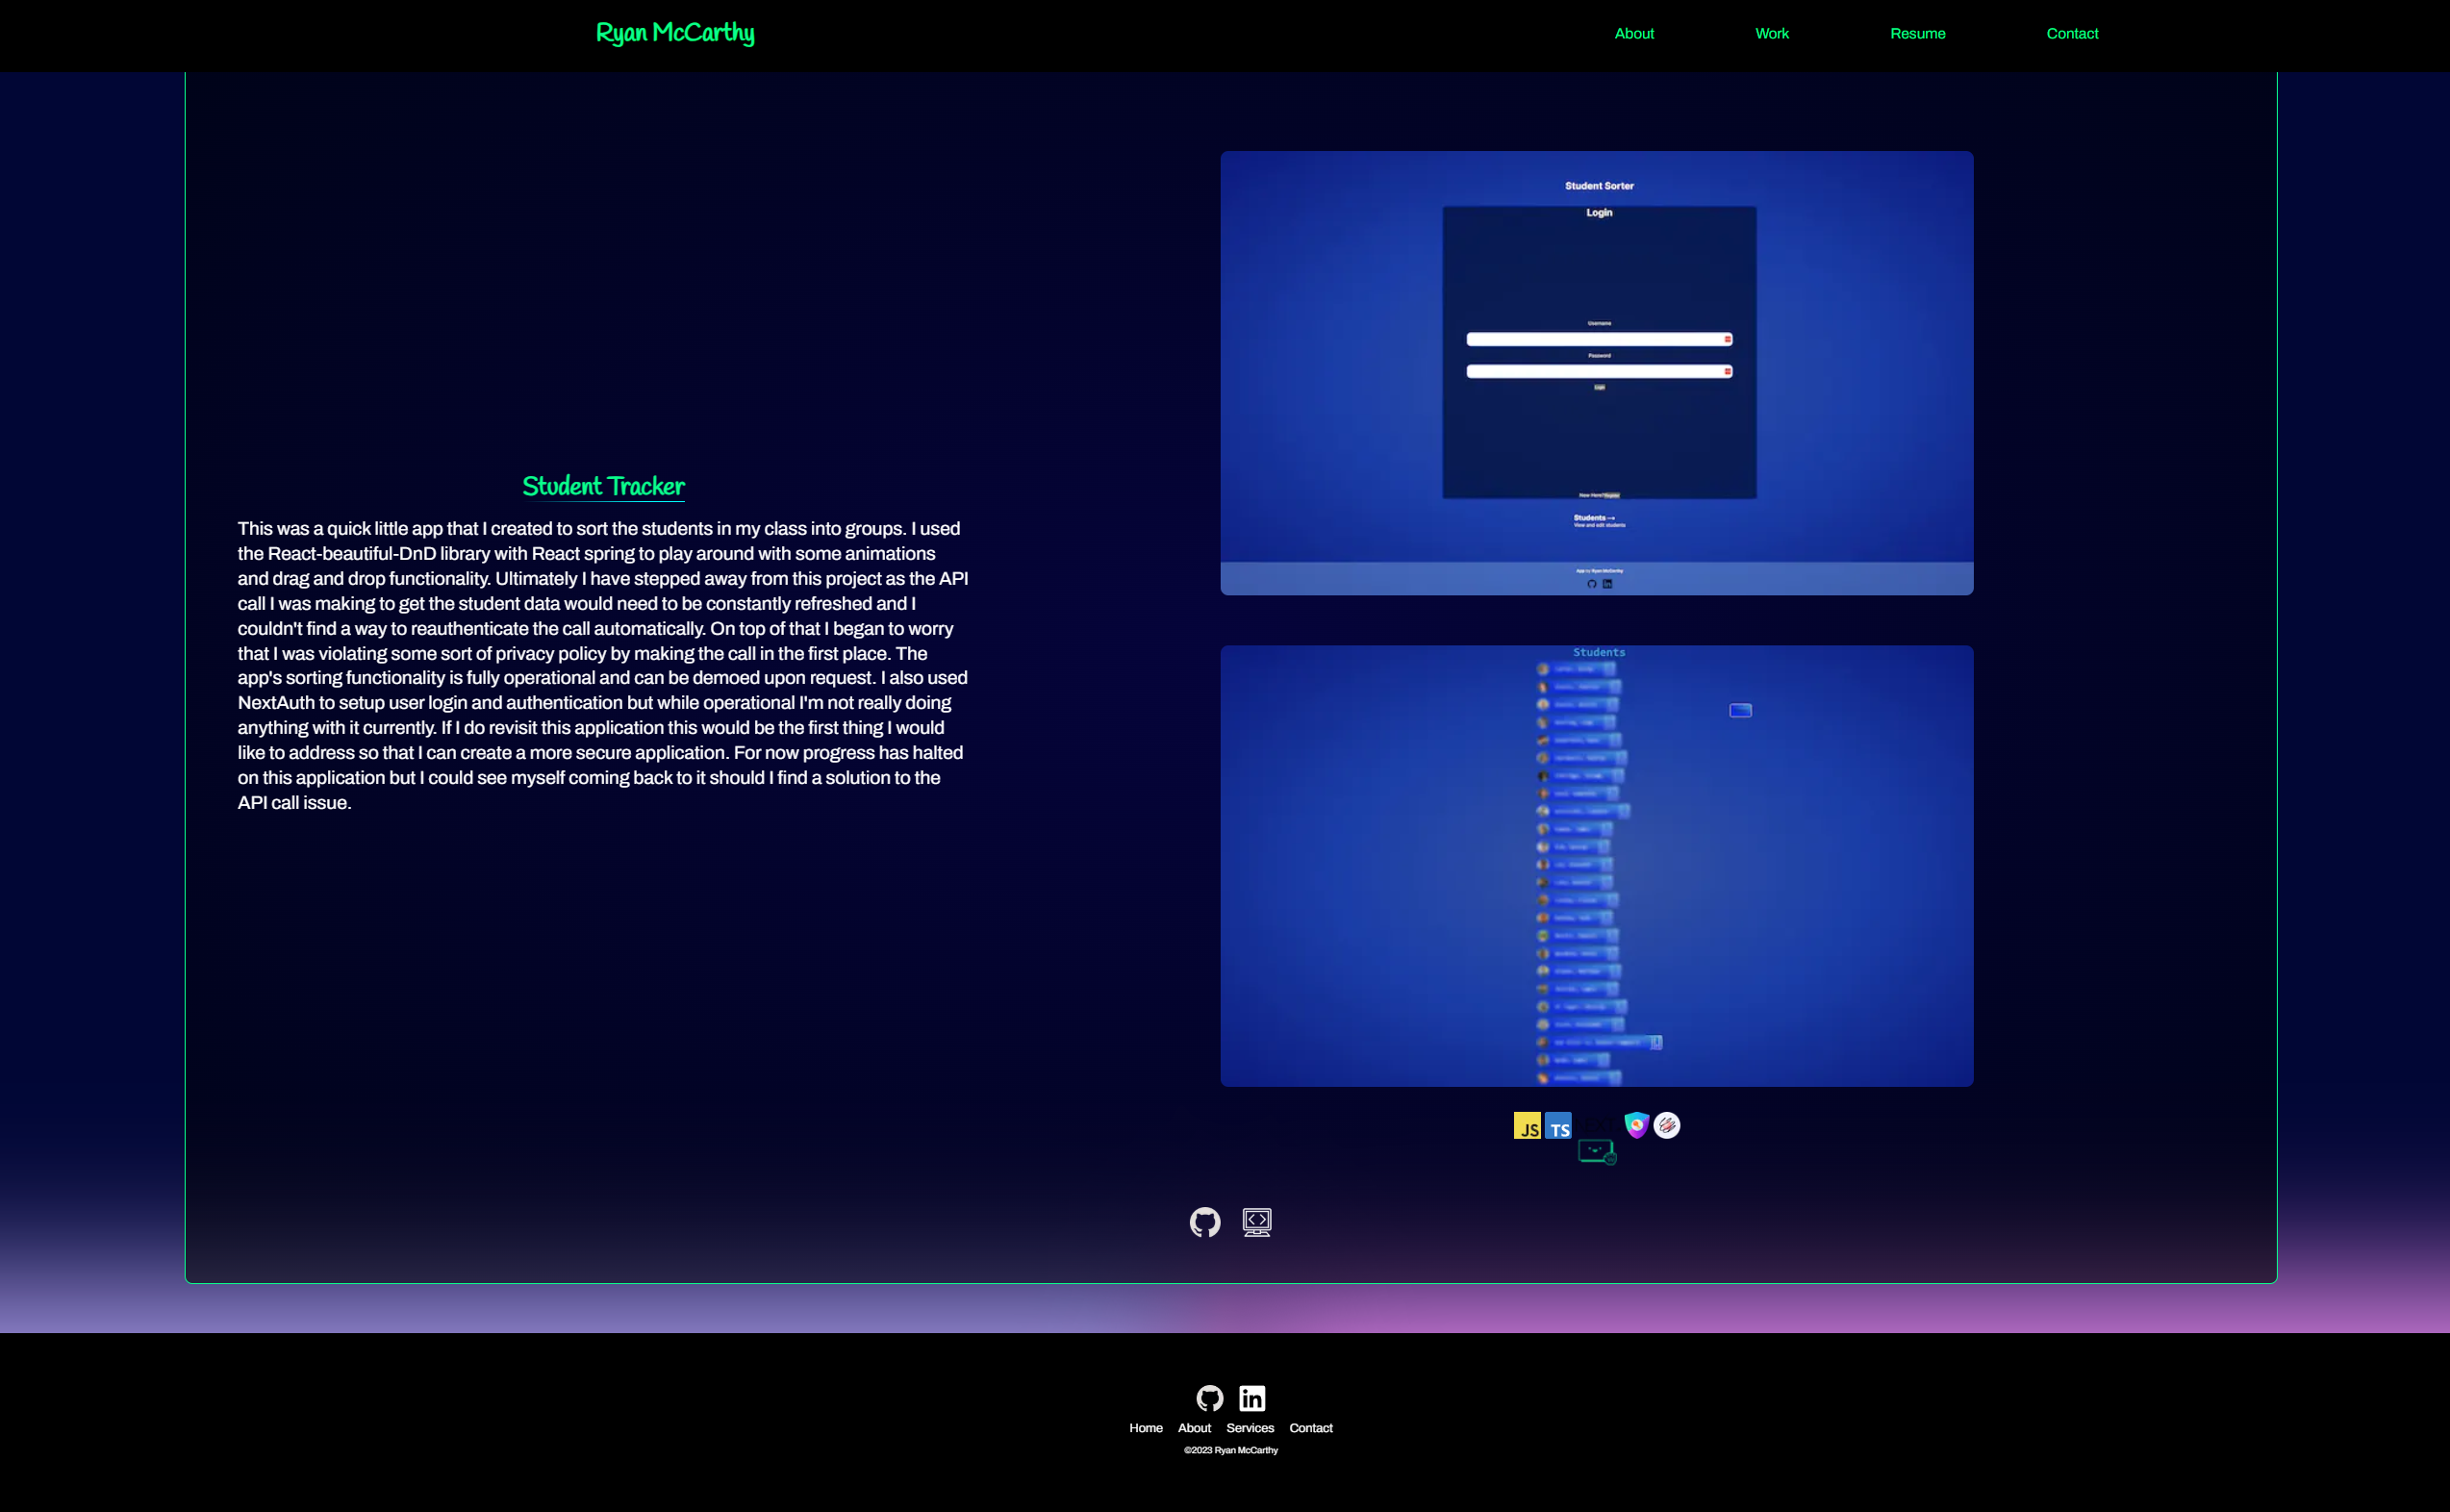 Ryan McCarthy
About
Work
Resume
Contact
Student Tracker
This was a quick little app that I created to sort the students in my class into groups. I used
the React-beautiful-DnD library with React spring to play around with some animations
and drag and drop functionality. Ultimately I have stepped away from this project as the API
call I was making to get the student data would need to be constantly refreshed and I
couldn't find a way to reauthenticate the call automatically. On top of that I began to worry
that I was violating some sort of privacy policy by making the call in the first place. The
app's sorting functionality is fully operational and can be demoed upon request. I also used
NextAuth to setup user login and authentication but while operational I'm not really doing
anything with it currently. If I do revisit this application this would be the first thing I would
like to address so that I can create a more secure application. For now progress has halted
on this application but I could see myself coming back to it should I find a solution to the
API call issue.
Student Sorter
Login
Username
Password
Login
New Here? Register
Students
View and edit students
App by Ryan McCarthy
Students
JS
TS
Home
About
Services
Contact
©2023 Ryan McCarthy